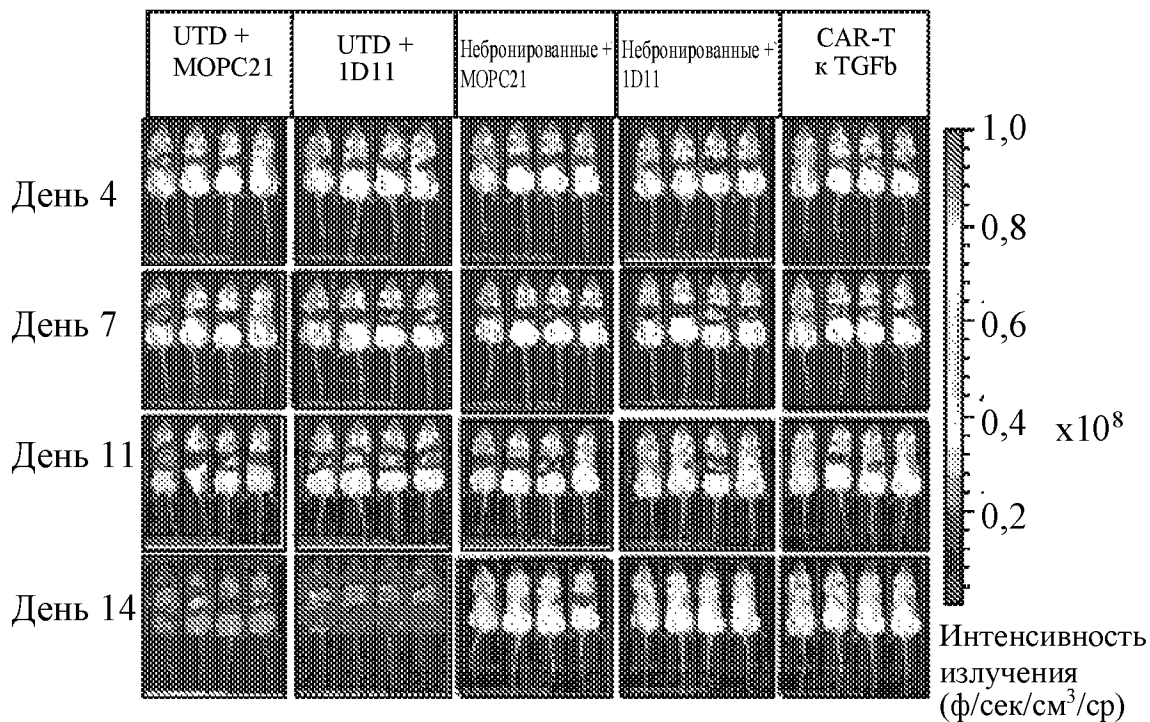 UTD +
MOPC21
UTD +
1D11
Небронированные +
MOPC21
Небронированные +
1D11
CAR-T
к TGFb
День 4
День 7
День 11
День 14
1,0
0,8
0,6
0,4
0,2
x10⁸
Интенсивность
излучения
(ф/сек/см³/ср)